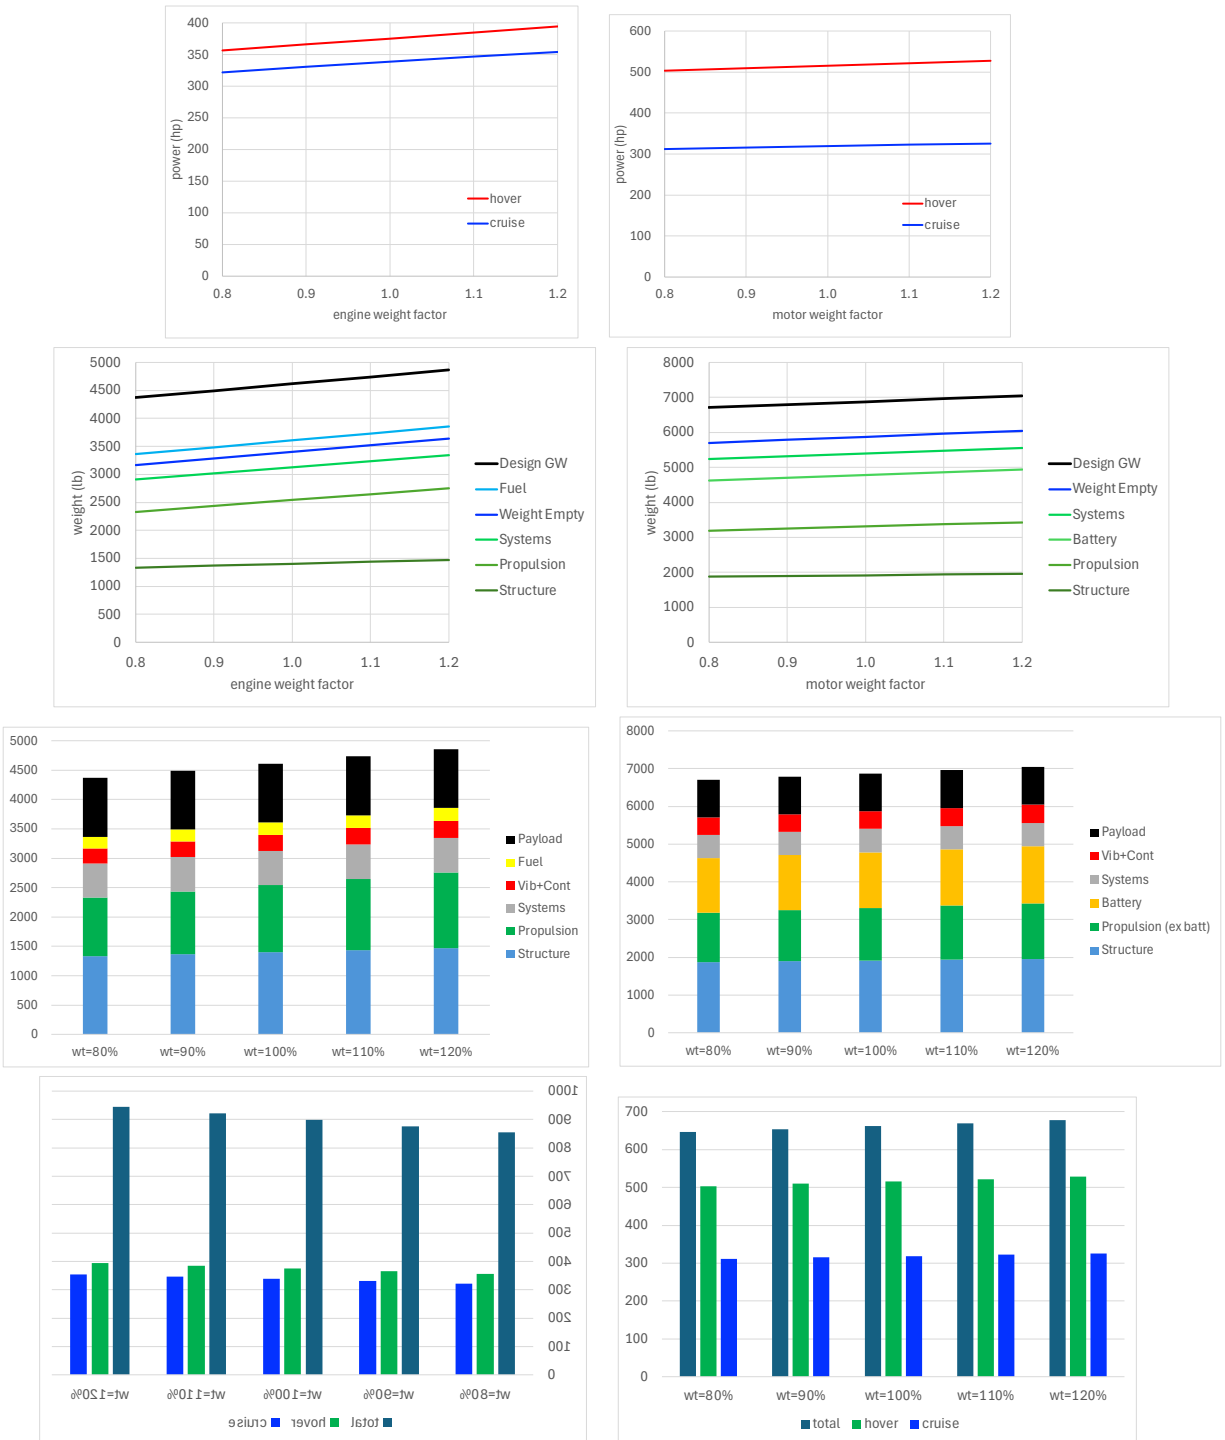 400
350
300
250
200
150
100
50
0
power (hp)
hover
cruise
0.8 0.9 1.0 1.1 1.2
engine weight factor
600
500
400
300
200
100
0
power (hp)
hover
cruise
0.8 0.9 1.0 1.1 1.2
motor weight factor
5000
4500
4000
3500
3000
2500
2000
1500
1000
500
0
weight (lb)
Design GW
Fuel
Weight Empty
Systems
Propulsion
Structure
0.8 0.9 1.0 1.1 1.2
engine weight factor
8000
7000
6000
5000
4000
3000
2000
1000
0
weight (lb)
Design GW
Weight Empty
Systems
Battery
Propulsion
Structure
0.8 0.9 1.0 1.1 1.2
motor weight factor
5000
4500
4000
3500
3000
2500
2000
1500
1000
500
0
Payload
Fuel
Vib+Cont
Systems
Propulsion
Structure
wt=80% wt=90% wt=100% wt=110% wt=120%
8000
7000
6000
5000
4000
3000
2000
1000
0
Payload
Vib+Cont
Systems
Battery
Propulsion (ex batt)
Structure
wt=80% wt=90% wt=100% wt=110% wt=120%
1000
900
800
700
600
500
400
300
200
100
0
wt=80% wt=90% wt=100% wt=110% wt=120%
total hover cruise
700
600
500
400
300
200
100
0
wt=80% wt=90% wt=100% wt=110% wt=120%
total hover cruise